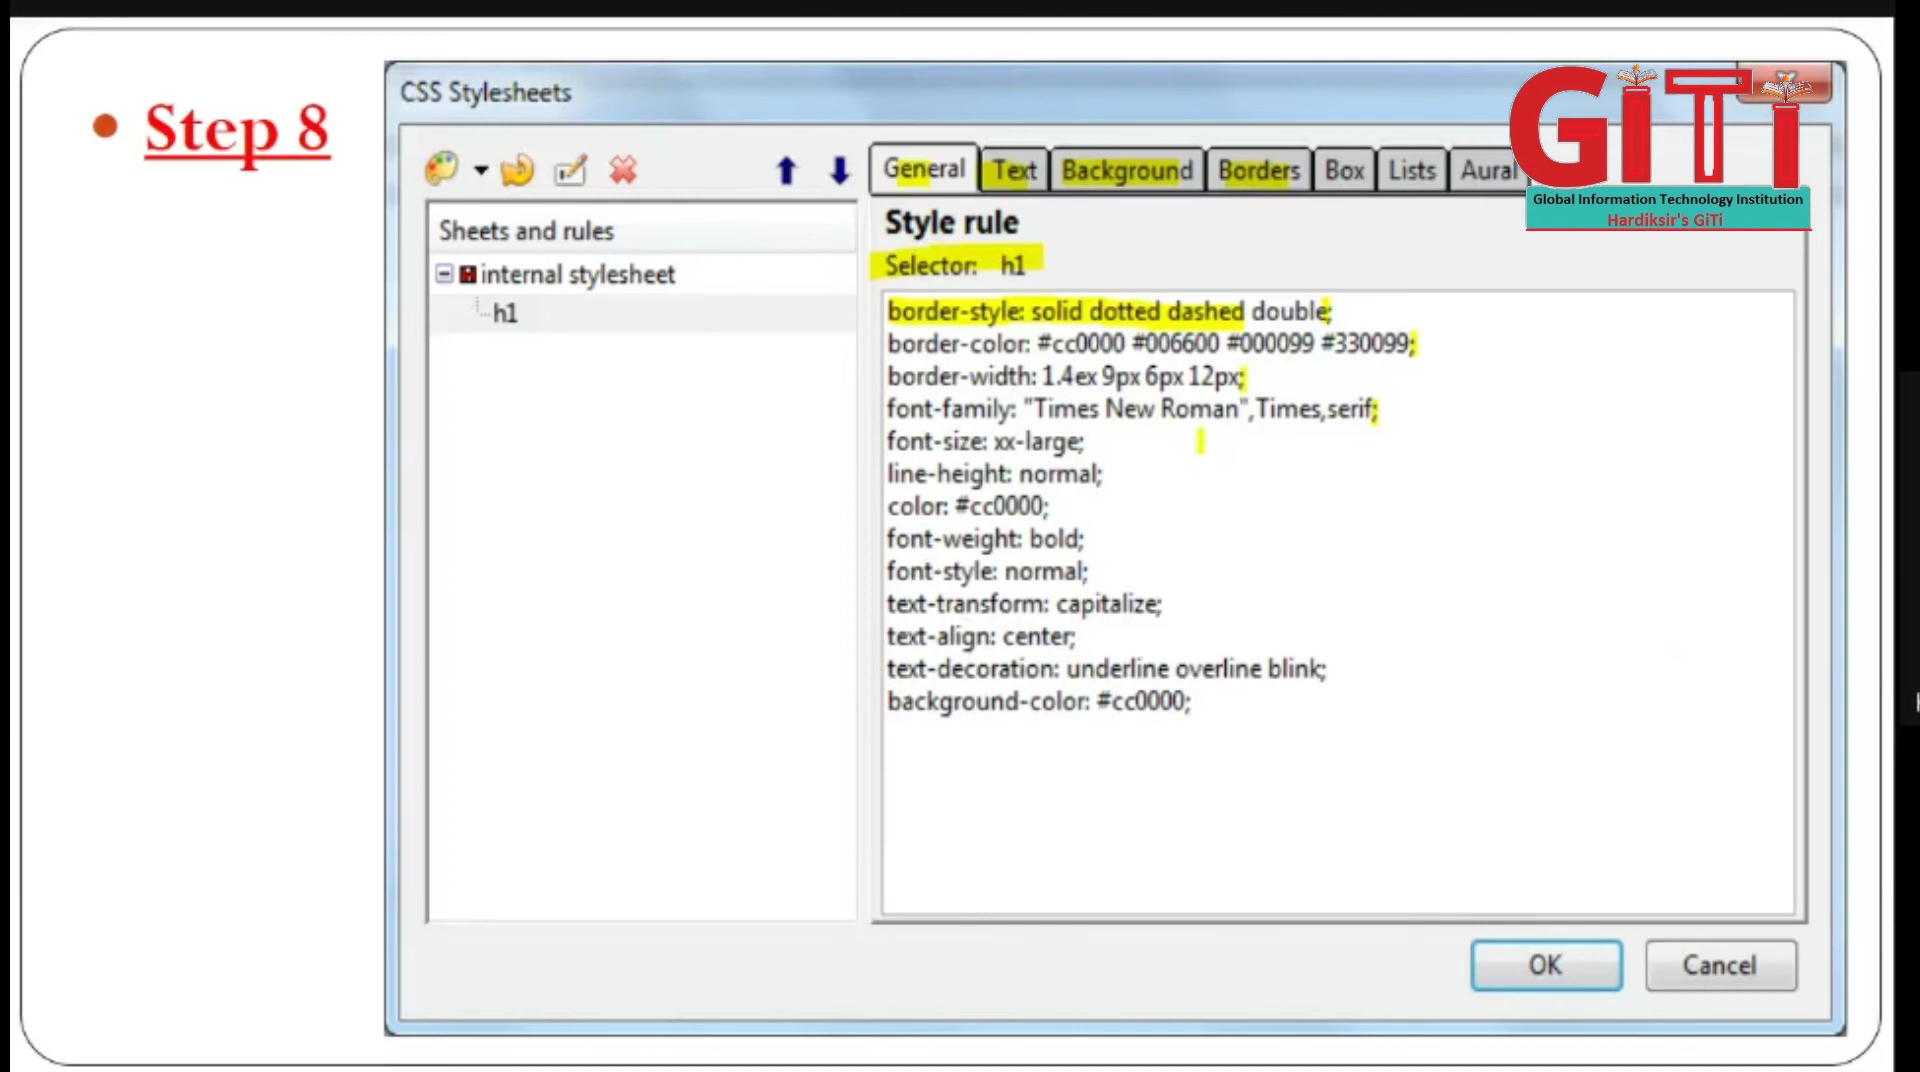 Step 8
CSS Stylesheets
GiTi
Global Information Technology Institution
Hardiksir's GiTi
General Text Background Borders Box Lists Aural
Sheets and rules
internal stylesheet
h1
Style rule
Selector: h1
border-style: solid dotted dashed double;
border-color: #cc0000 #006600 #000099 #330099;
border-width: 1.4ex 9px 6px 12px;
font-family: "Times New Roman",Times,serif;
font-size: xx-large;
line-height: normal;
color: #cc0000;
font-weight: bold;
font-style: normal;
text-transform: capitalize;
text-align: center;
text-decoration: underline overline blink;
background-color: #cc0000;
OK Cancel